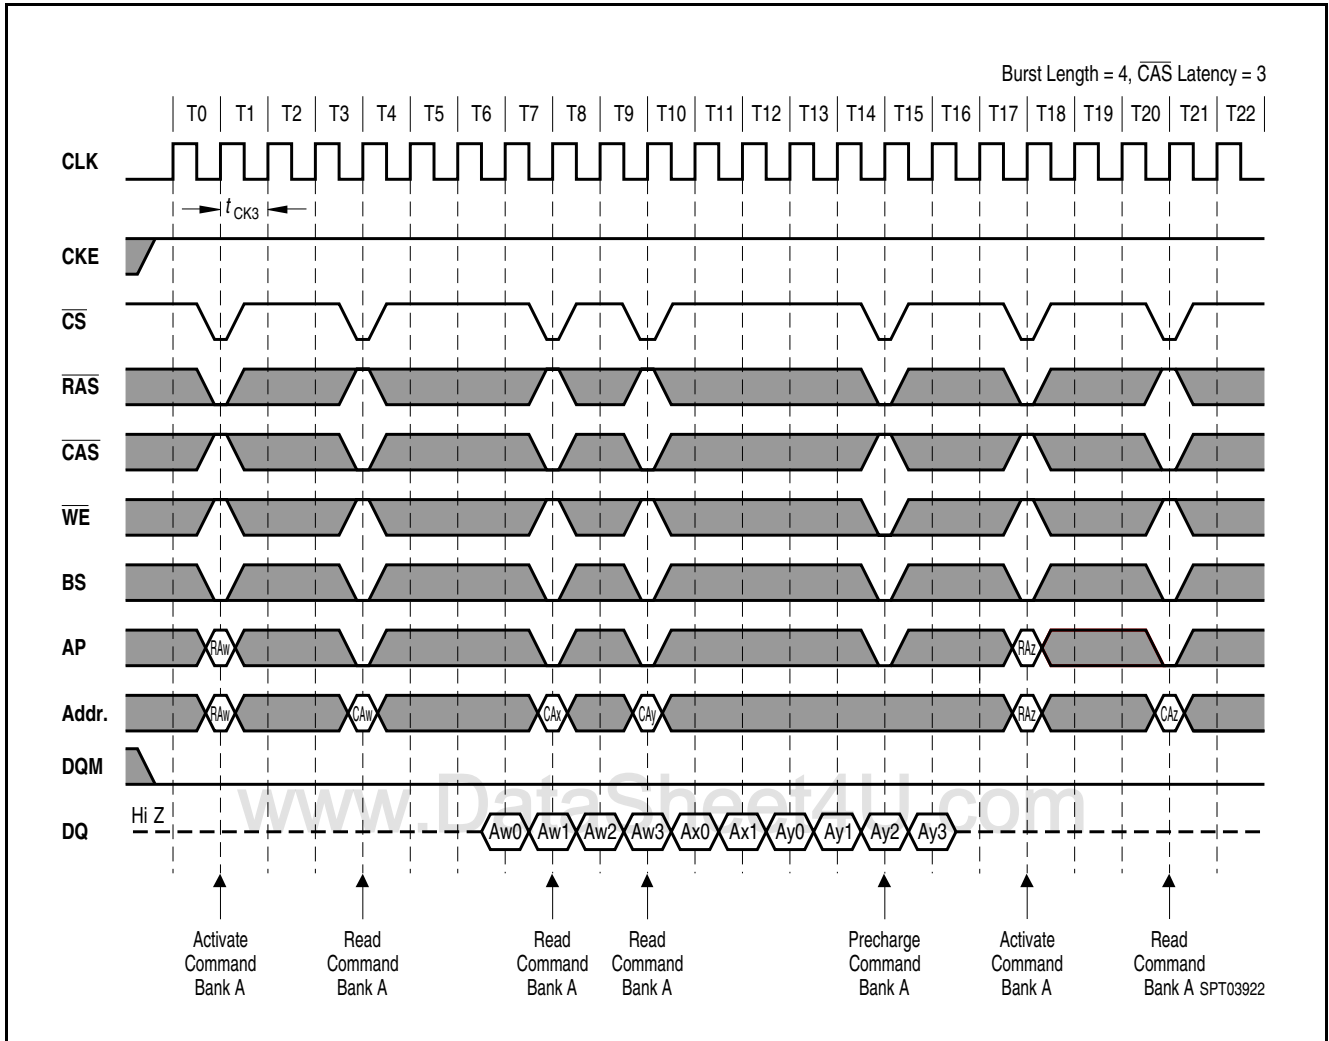 Burst Length = 4, CAS Latency = 3
T0 T1 T2 T3 T4 T5 T6 T7 T8 T9 T10 T11 T12 T13 T14 T15 T16 T17 T18 T19 T20 T21 T22
CLK
t CK3
CKE
CS
RAS
CAS
WE
BS
AP RAw RAz
Addr. RAw CAw CAx CAy RAz CAz
DQM
www.DataSheet4U.com
Hi Z
DQ Aw0 Aw1 Aw2 Aw3 Ax0 Ax1 Ay0 Ay1 Ay2 Ay3
Activate Read Read Read Precharge Activate Read
Command Command Command Command Command Command Command
Bank A Bank A Bank A Bank A Bank A Bank A Bank A SPT03922